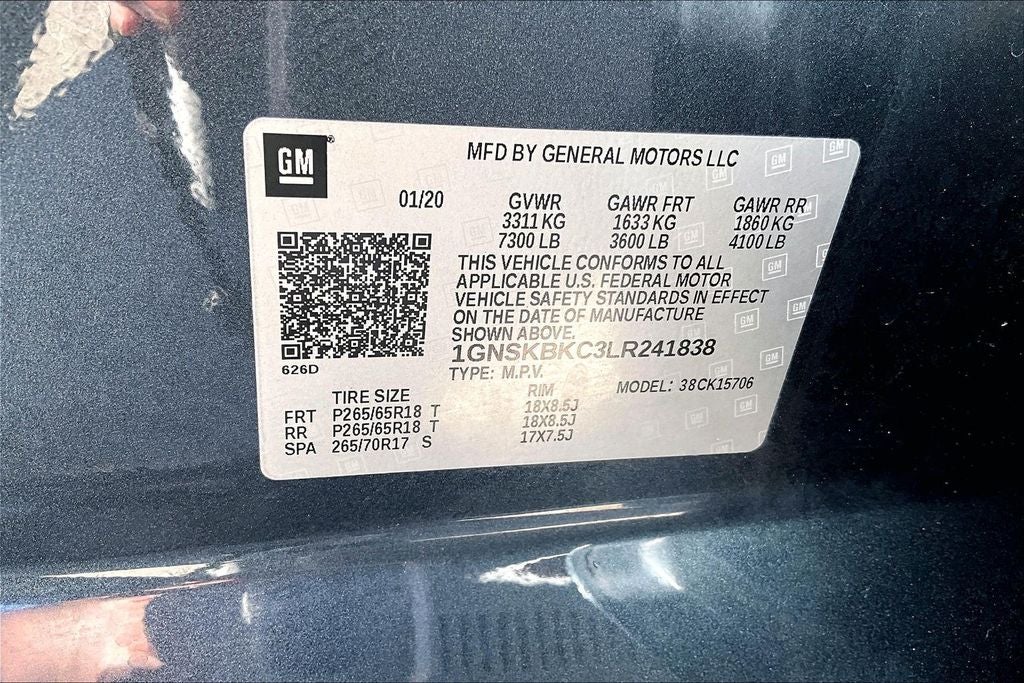 GM
MFD BY GENERAL MOTORS LLC
01/20 GVWR GAWR FRT GAWR RR
3311 KG 1633 KG 1860 KG
7300 LB 3600 LB 4100 LB
THIS VEHICLE CONFORMS TO ALL
APPLICABLE U.S. FEDERAL MOTOR
VEHICLE SAFETY STANDARDS IN EFFECT
ON THE DATE OF MANUFACTURE
SHOWN ABOVE.
1GNSKBKC3LR241838
626D
TYPE: M.P.V. MODEL: 38CK15706
TIRE SIZE RIM
FRT P265/65R18 T 18X8.5J
RR P265/65R18 T 18X8.5J
SPA 265/70R17 S 17X7.5J